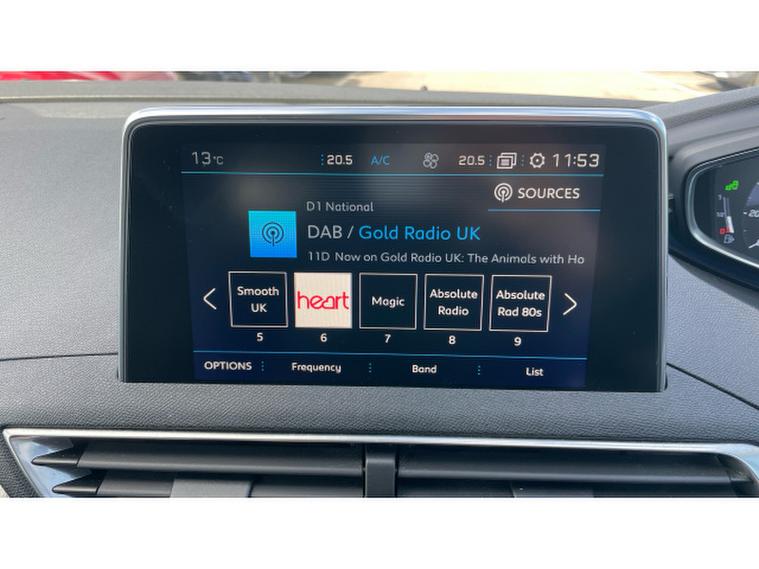 13°C 20.5 A/C 20.5 11:53
SOURCES
D1 National
DAB / Gold Radio UK
11D Now on Gold Radio UK: The Animals with Ho
Smooth UK
heart
Magic
Absolute Radio
Absolute Rad 80s
5 6 7 8 9
OPTIONS Frequency Band List